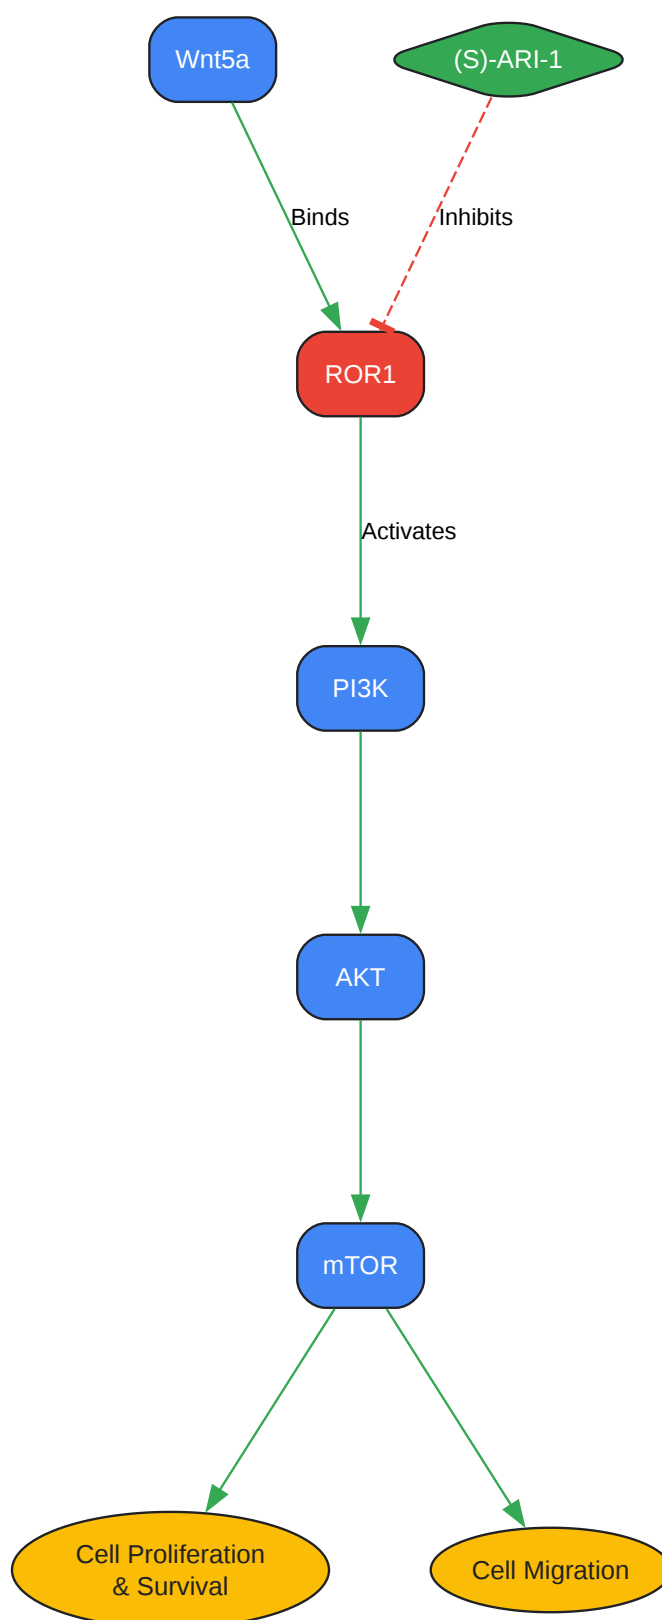 Wnt5a
(S)-ARI-1
Binds
Inhibits
ROR1
Activates
PI3K
AKT
mTOR
Cell Proliferation
& Survival
Cell Migration